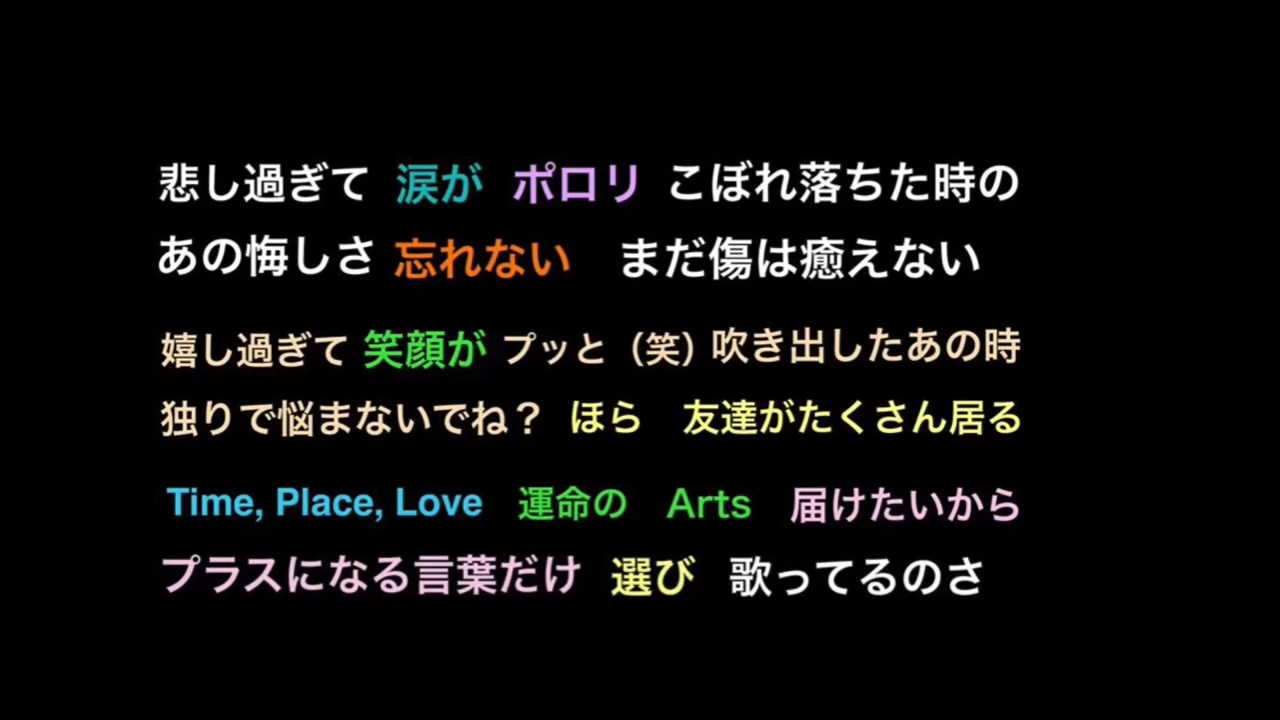 悲し過ぎて 涙が ポロリ こぼれ落ちた時の
あの悔しさ 忘れない まだ傷は癒えない
嬉し過ぎて 笑顔が プッと (笑) 吹き出したあの時
独りで悩まないでね？ ほら 友達がたくさん居る
Time, Place, Love 運命の Arts 届けたいから
プラスになる言葉だけ 選び 歌ってるのさ